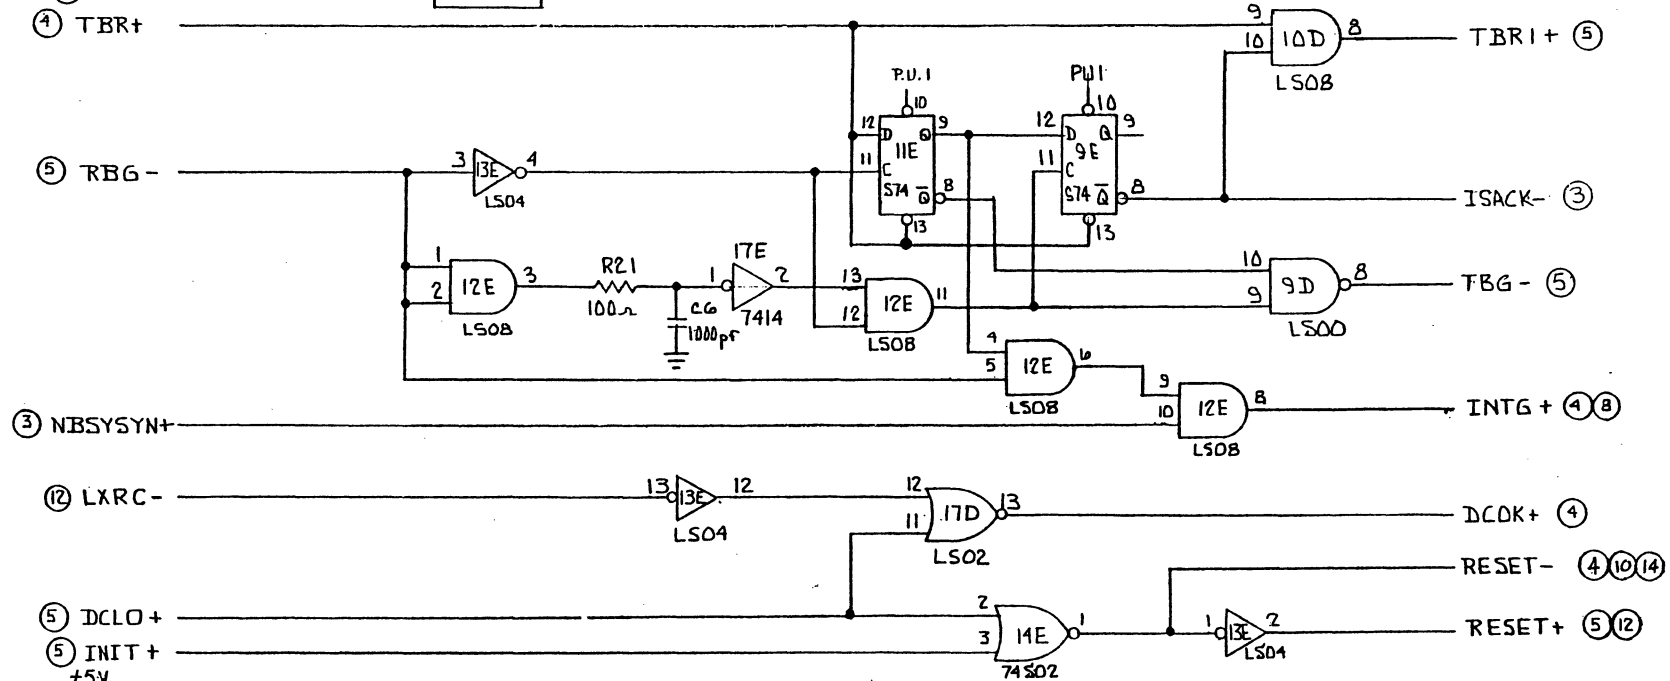 ④ TBR+
9
10
10D
8
LS08
TBR1+ ⑤
P.U.1
10
12 D Q 9
11E
11 C
S74 Q̅ 8
13
PU1
10
12 D Q 9
9E
11 C
S74 Q̅ 8
13
⑤ RBG-
3 13E 4
LS04
ISACK- ③
1
2
12E
3
LS08
R21
100Ω
C6
1000pf
17E
1 2
7414
13
12
12E
11
LS08
10
9
9D
8
LS00
TBG- ⑤
4
5
12E
6
LS08
9
10
12E
8
LS08
INTG+ ④⑧
③ NBSYSYN+
⑫ LXRC-
13 13E 12
LS04
12
11
17D
13
LS02
DCOK+ ④
RESET- ④⑩⑭
⑤ DCLO+
2
3
14E
1
74S02
1 13E 2
LS04
RESET+ ⑤⑫
⑤ INIT+
+5V